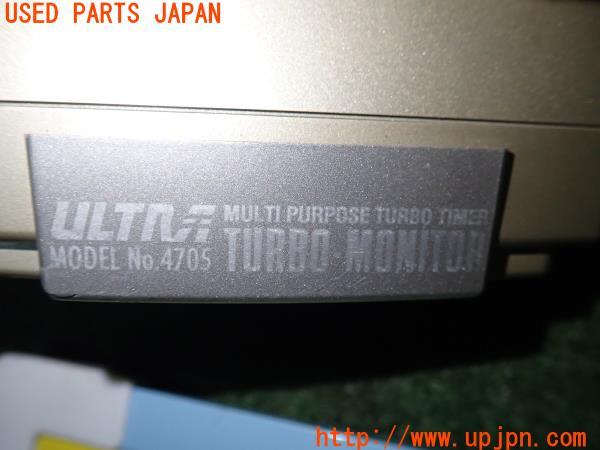 USED PARTS JAPAN
ULTRA MULTI PURPOSE TURBO TIMER
MODEL No. 4705 TURBO MONITOR
http://www.upjpn.com/